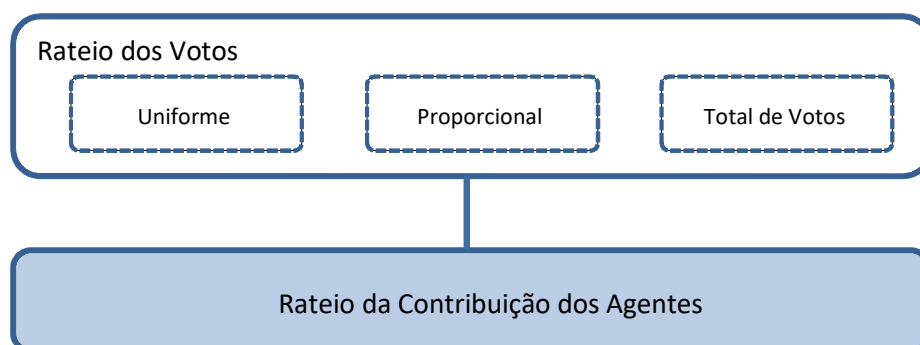 Rateio dos Votos
Uniforme
Proporcional
Total de Votos
Rateio da Contribuição dos Agentes